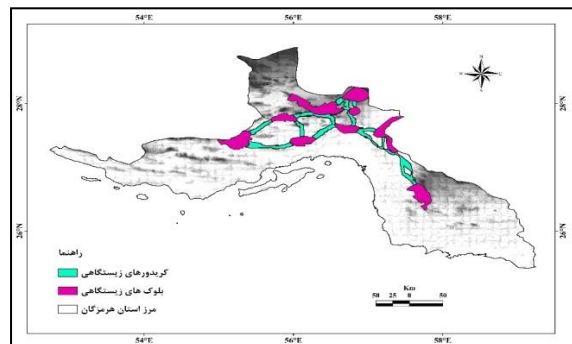 54°E 56°E 58°E
N
W E
S
28°N 28°N
26°N 26°N
راهنما
کریدورهای زیستگاهی
بلوک های زیستگاهی
مرز استان هرمزگان
Km
50 25 0 50
54°E 56°E 58°E